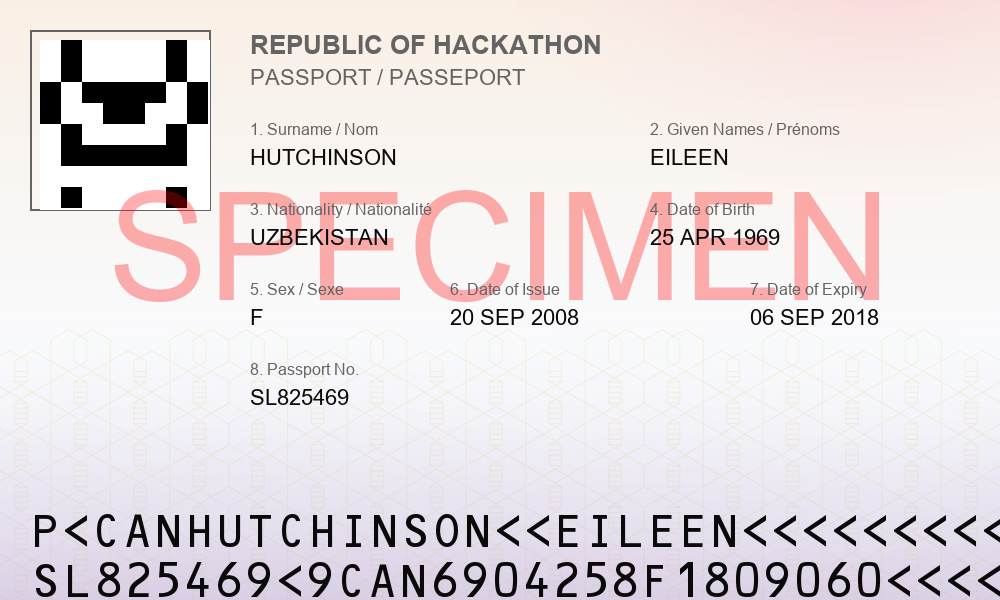 REPUBLIC OF HACKATHON
PASSPORT / PASSEPORT
1. Surname / Nom
2. Given Names / Prénoms
HUTCHINSON
EILEEN
SPECIMEN
3. Nationality / Nationalité
4. Date of Birth
UZBEKISTAN
25 APR 1969
5. Sex / Sexe
6. Date of Issue
7. Date of Expiry
F
20 SEP 2008
06 SEP 2018
8. Passport No.
SL825469
P<CANHUTCHINSON<<EILEEN<<<<<<<<<
SL825469<9CAN6904258F1809060<<<<